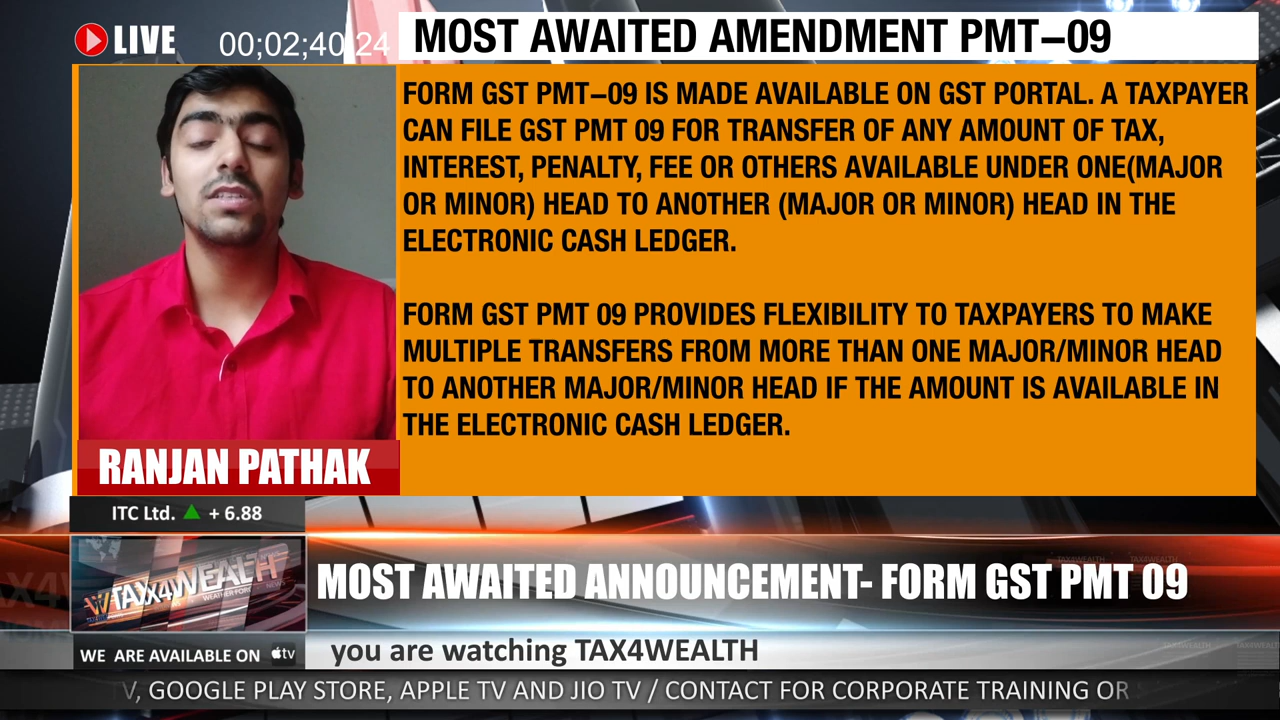 LIVE
00;02;40;24
MOST AWAITED AMENDMENT PMT–09
FORM GST PMT–09 IS MADE AVAILABLE ON GST PORTAL. A TAXPAYER
CAN FILE GST PMT 09 FOR TRANSFER OF ANY AMOUNT OF TAX,
INTEREST, PENALTY, FEE OR OTHERS AVAILABLE UNDER ONE(MAJOR
OR MINOR) HEAD TO ANOTHER (MAJOR OR MINOR) HEAD IN THE
ELECTRONIC CASH LEDGER.
FORM GST PMT 09 PROVIDES FLEXIBILITY TO TAXPAYERS TO MAKE
MULTIPLE TRANSFERS FROM MORE THAN ONE MAJOR/MINOR HEAD
TO ANOTHER MAJOR/MINOR HEAD IF THE AMOUNT IS AVAILABLE IN
THE ELECTRONIC CASH LEDGER.
RANJAN PATHAK
ITC Ltd. ▲ + 6.88
TAX4WEALTH
MOST AWAITED ANNOUNCEMENT- FORM GST PMT 09
WE ARE AVAILABLE ON tv
you are watching TAX4WEALTH
V, GOOGLE PLAY STORE, APPLE TV AND JIO TV / CONTACT FOR CORPORATE TRAINING OR